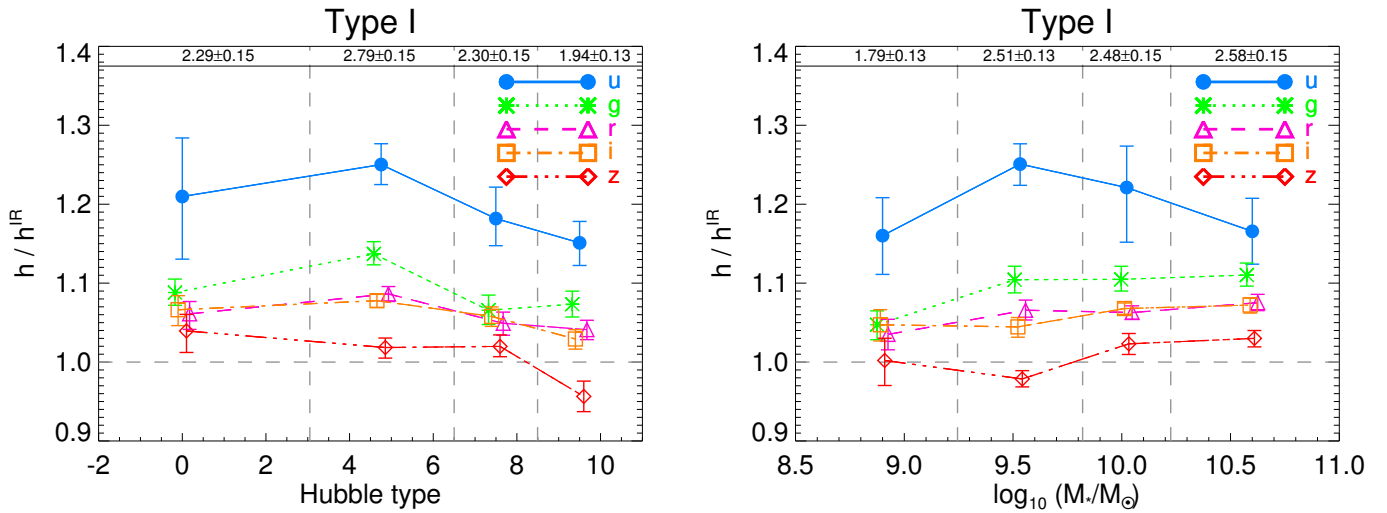 Type I
2.29±0.15 2.79±0.15 2.30±0.15 1.94±0.13
1.4
1.3
1.2
1.1
1.0
0.9
h / h^IR
u
g
r
i
z
-2 0 2 4 6 8 10
Hubble type
Type I
1.79±0.13 2.51±0.13 2.48±0.15 2.58±0.15
1.4
1.3
1.2
1.1
1.0
0.9
h / h^IR
u
g
r
i
z
8.5 9.0 9.5 10.0 10.5 11.0
log₁₀ (M⋆/M☉)